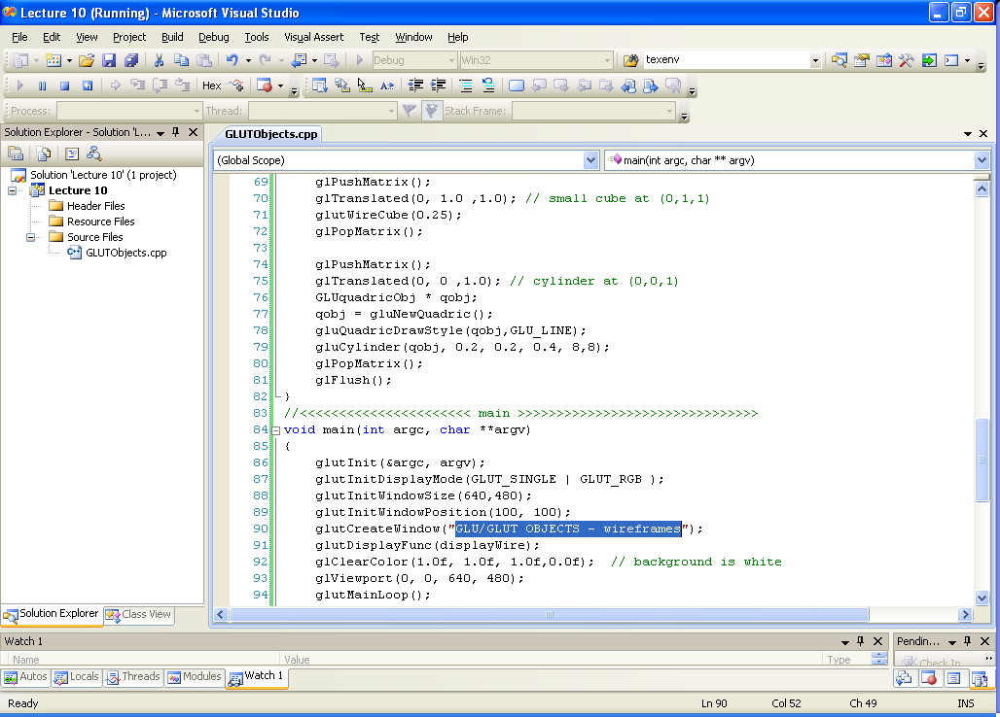 Lecture 10 (Running) - Microsoft Visual Studio
File Edit View Project Build Debug Tools Visual Assert Test Window Help
Debug Win32 texenv
Hex
Process: Thread: Stack Frame:
Solution Explorer - Solution 'L...
GLUTObjects.cpp
(Global Scope) main(int argc, char ** argv)
Solution 'Lecture 10' (1 project)
Lecture 10
Header Files
Resource Files
Source Files
GLUTObjects.cpp
69 glPushMatrix();
70 glTranslated(0, 1.0 ,1.0); // small cube at (0,1,1)
71 glutWireCube(0.25);
72 glPopMatrix();
73
74 glPushMatrix();
75 glTranslated(0, 0 ,1.0); // cylinder at (0,0,1)
76 GLUquadricObj * qobj;
77 qobj = gluNewQuadric();
78 gluQuadricDrawStyle(qobj,GLU_LINE);
79 gluCylinder(qobj, 0.2, 0.2, 0.4, 8,8);
80 glPopMatrix();
81 glFlush();
82 }
83 //<<<<<<<<<<<<<<<<<<<<<< main >>>>>>>>>>>>>>>>>>>>>>>>>>>>>>>
84 void main(int argc, char **argv)
85 {
86 glutInit(&argc, argv);
87 glutInitDisplayMode(GLUT_SINGLE | GLUT_RGB );
88 glutInitWindowSize(640,480);
89 glutInitWindowPosition(100, 100);
90 glutCreateWindow("GLU/GLUT OBJECTS - wireframes");
91 glutDisplayFunc(displayWire);
92 glClearColor(1.0f, 1.0f, 1.0f,0.0f); // background is white
93 glViewport(0, 0, 640, 480);
94 glutMainLoop();
Solution Explorer Class View
Watch 1
Name Value Type
Autos Locals Threads Modules Watch 1
Pendin...
Check In
Ready Ln 90 Col 52 Ch 49 INS